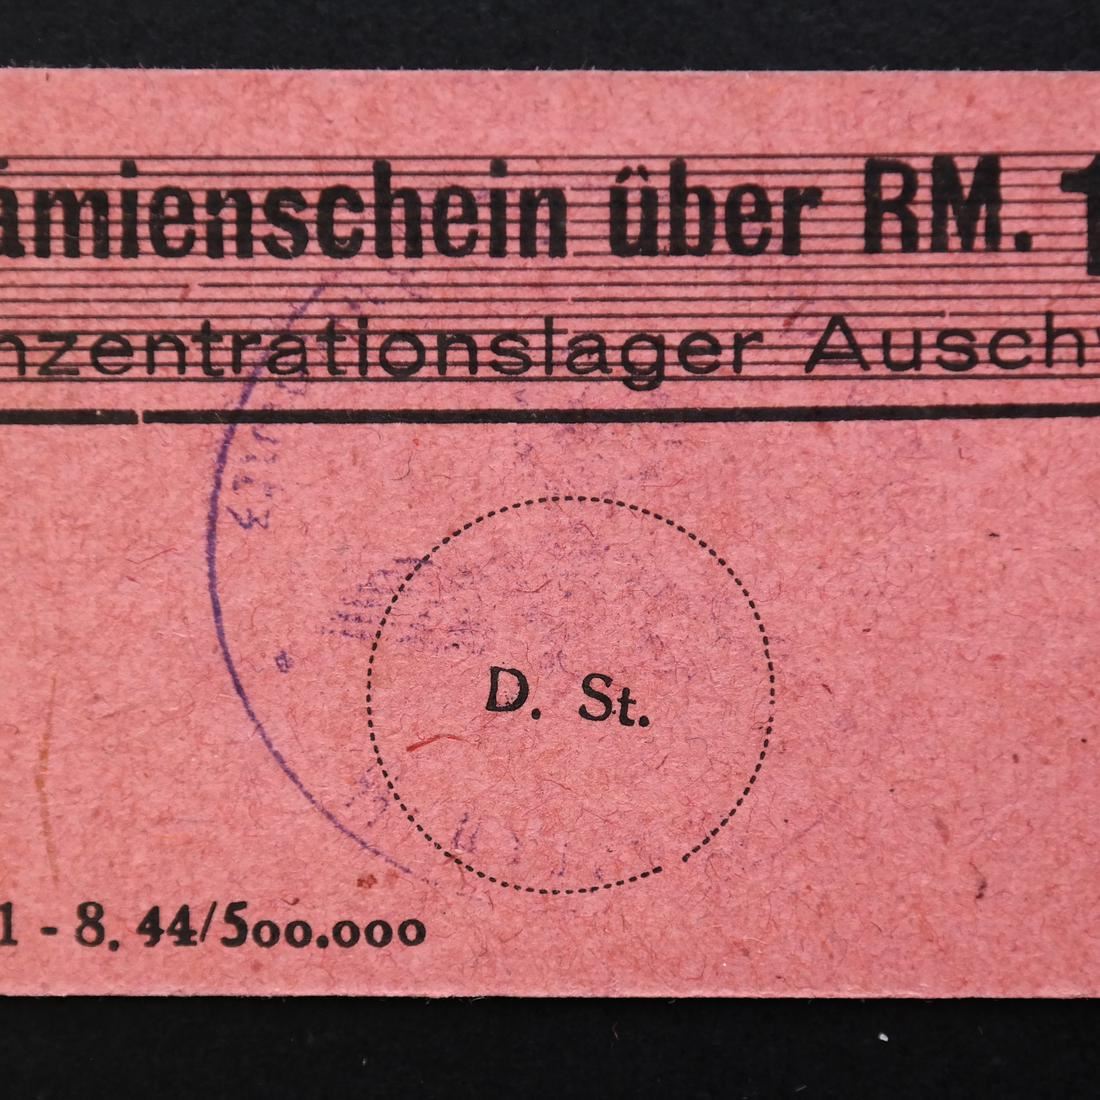 ämienschein über RM. 1
nzentrationslager Ausch
D. St.
1 - 8. 44/500.000